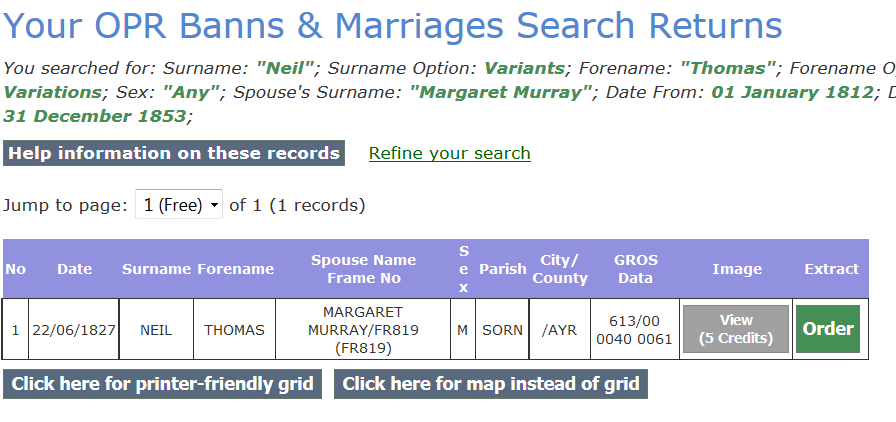 Your OPR Banns & Marriages Search Returns
You searched for: Surname: "Neil"; Surname Option: Variants; Forename: "Thomas"; Forename O
Variations; Sex: "Any"; Spouse's Surname: "Margaret Murray"; Date From: 01 January 1812; D
31 December 1853;
Help information on these records Refine your search
Jump to page: 1 (Free) of 1 (1 records)
No Date Surname Forename Spouse Name Frame No Sex Parish City/ County GROS Data Image Extract
1 22/06/1827 NEIL THOMAS MARGARET MURRAY/FR819 (FR819) M SORN /AYR 613/00 0040 0061 View (5 Credits) Order
Click here for printer-friendly grid Click here for map instead of grid